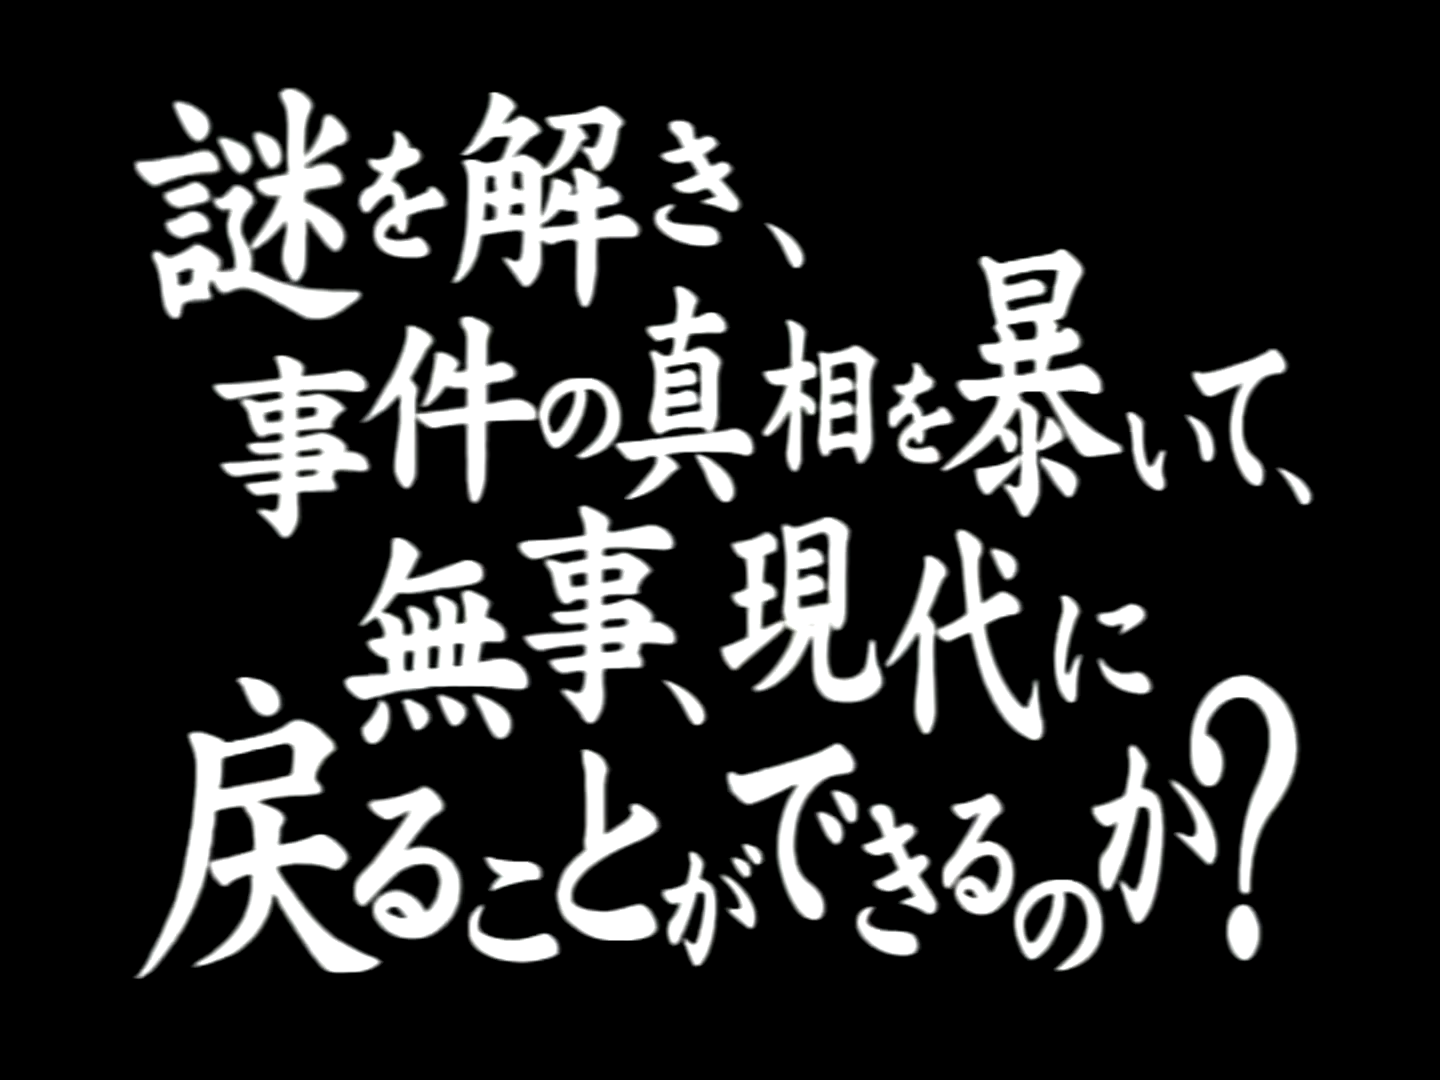 謎を解き、
事件の真相を暴いて、
無事、現代に
戻ることができるのか?